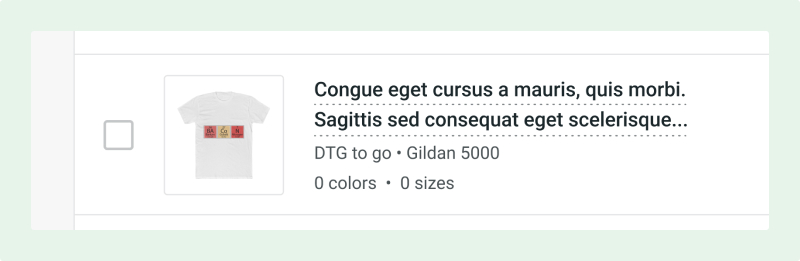 Congue eget cursus a mauris, quis morbi.
Sagittis sed consequat eget scelerisque...
DTG to go • Gildan 5000
0 colors • 0 sizes